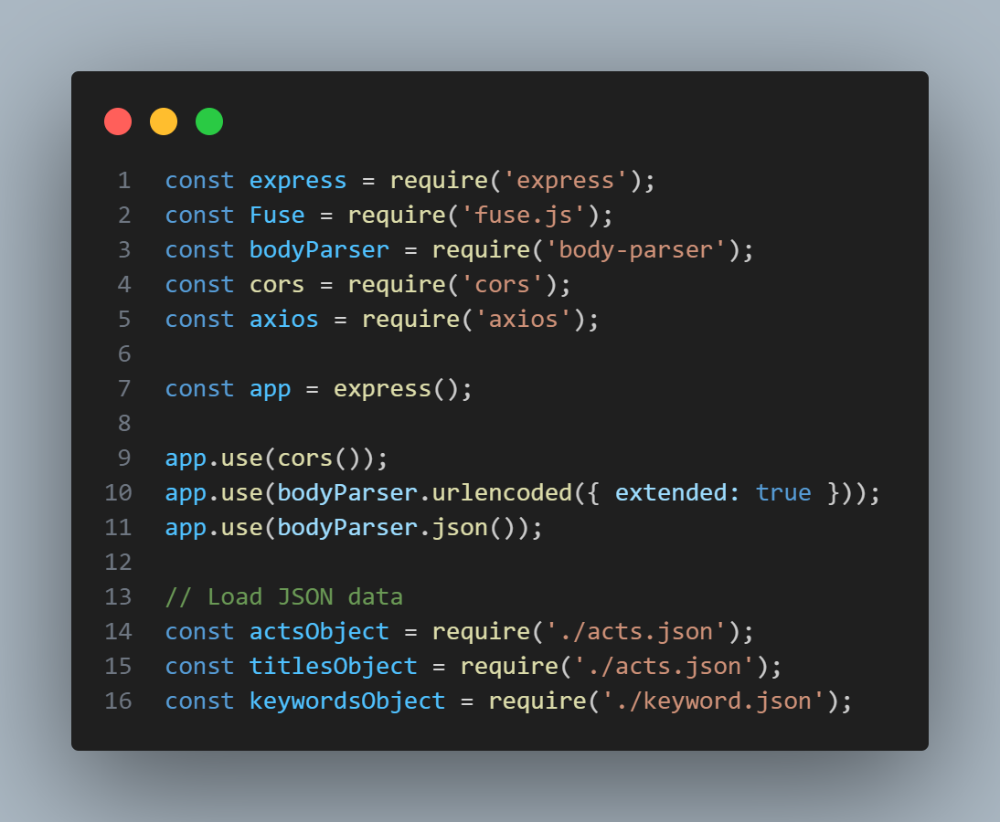 1 const express = require('express');
2 const Fuse = require('fuse.js');
3 const bodyParser = require('body-parser');
4 const cors = require('cors');
5 const axios = require('axios');
6
7 const app = express();
8
9 app.use(cors());
10 app.use(bodyParser.urlencoded({ extended: true }));
11 app.use(bodyParser.json());
12
13 // Load JSON data
14 const actsObject = require('./acts.json');
15 const titlesObject = require('./acts.json');
16 const keywordsObject = require('./keyword.json');